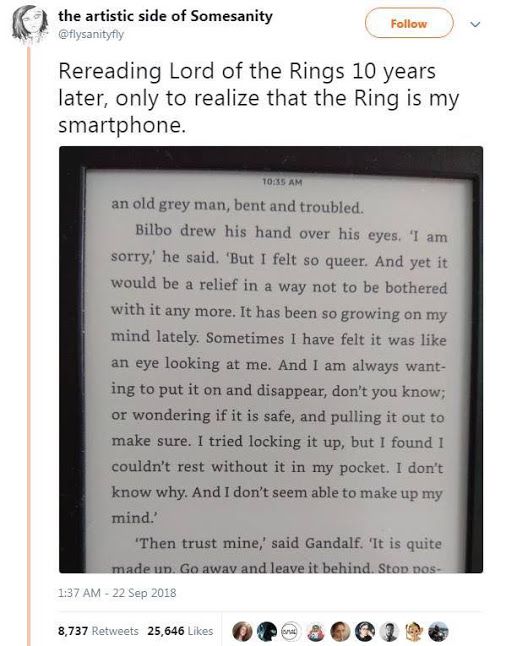 the artistic side of Somesanity
@flysanityfly
Follow
Rereading Lord of the Rings 10 years
later, only to realize that the Ring is my
smartphone.
10:35 AM
an old grey man, bent and troubled.
Bilbo drew his hand over his eyes. ‘I am
sorry,’ he said. ‘But I felt so queer. And yet it
would be a relief in a way not to be bothered
with it any more. It has been so growing on my
mind lately. Sometimes I have felt it was like
an eye looking at me. And I am always want-
ing to put it on and disappear, don’t you know;
or wondering if it is safe, and pulling it out to
make sure. I tried locking it up, but I found I
couldn’t rest without it in my pocket. I don’t
know why. And I don’t seem able to make up my
mind.’
‘Then trust mine,’ said Gandalf. ‘It is quite
made up. Go away and leave it behind. Stop pos-
1:37 AM - 22 Sep 2018
8,737 Retweets 25,646 Likes